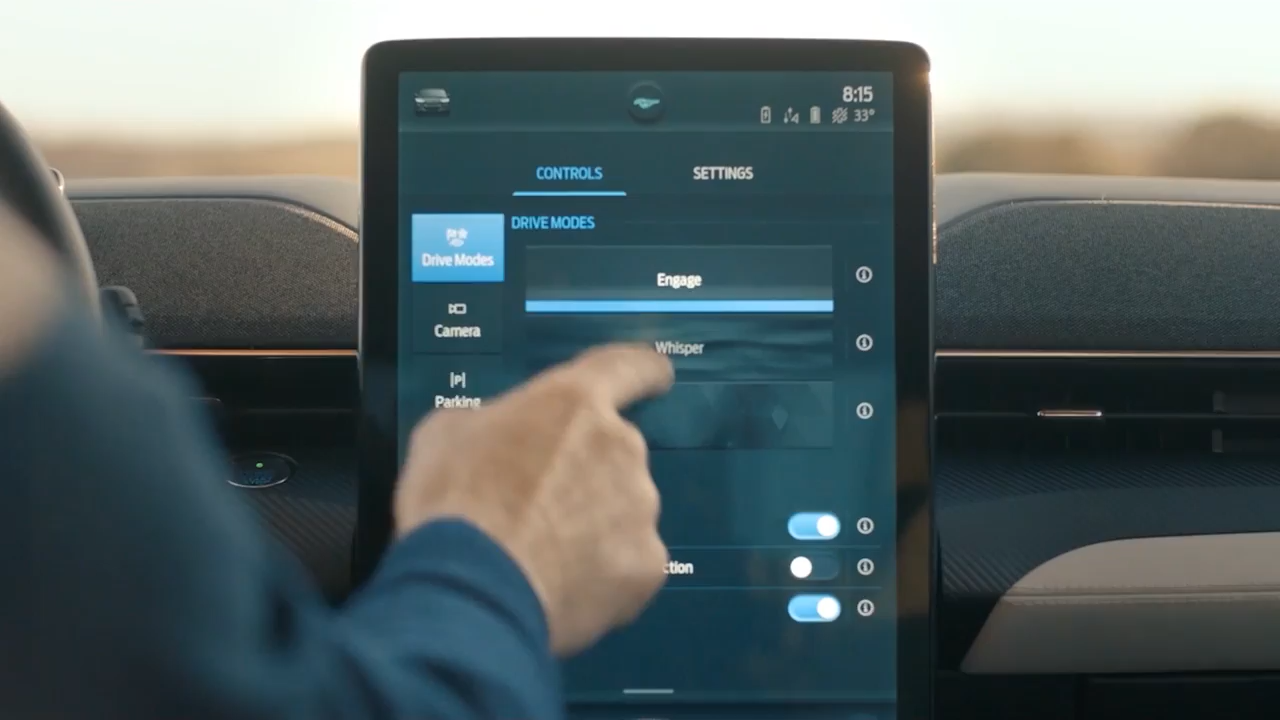 8:15
33°
CONTROLS
SETTINGS
DRIVE MODES
Drive Modes
Engage
Camera
Whisper
P
Parking
ction